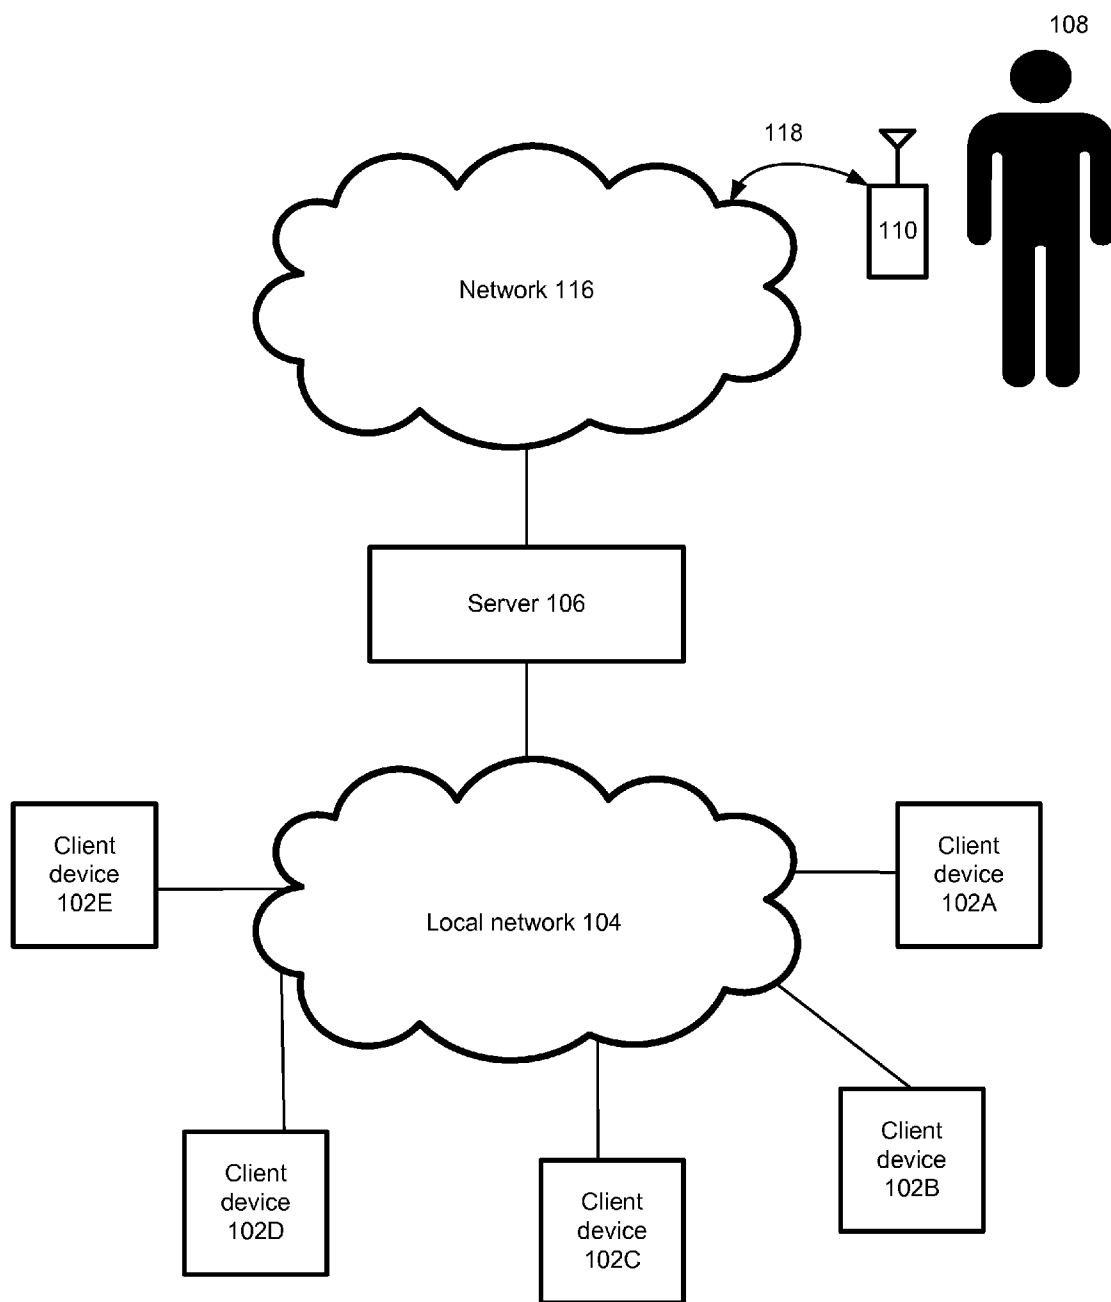 108
118
110
Network 116
Server 106
Client
device
102E
Client
device
102A
Local network 104
Client
device
102B
Client
device
102D
Client
device
102C